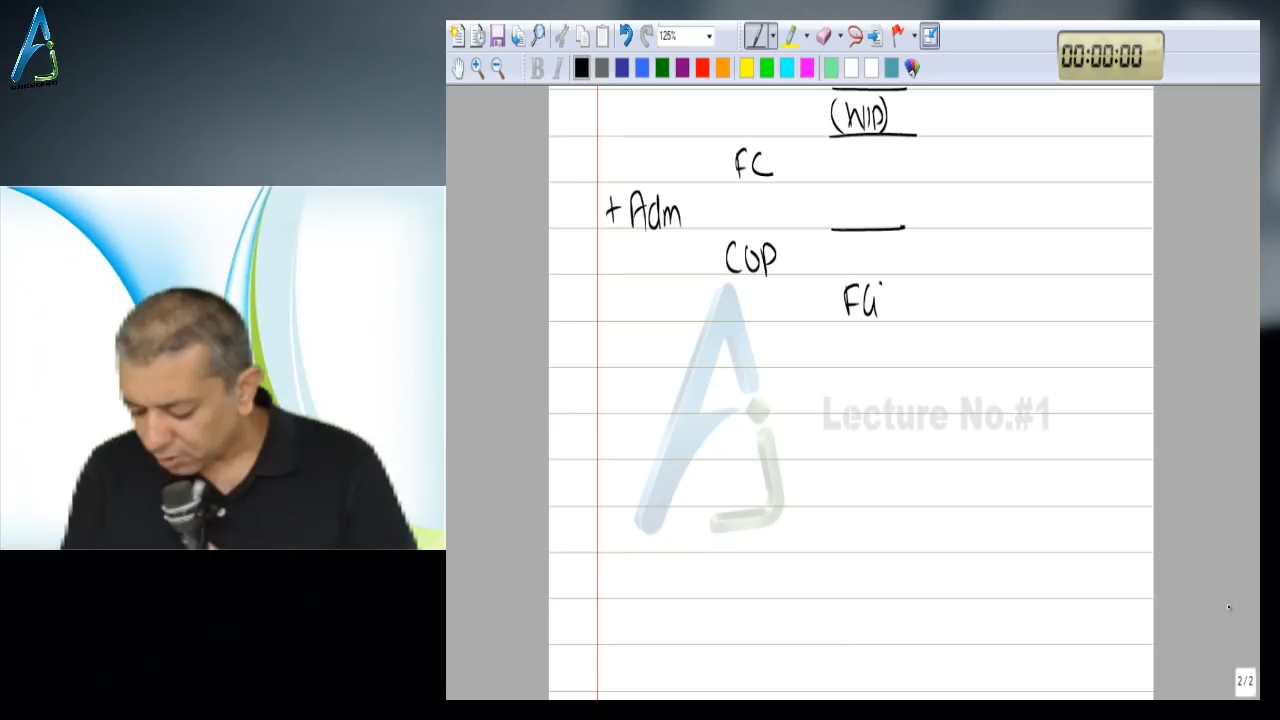 125%
00:00:00
(WIP)
FC
+ Adm
COP
FG
Lecture No.#1
2/2